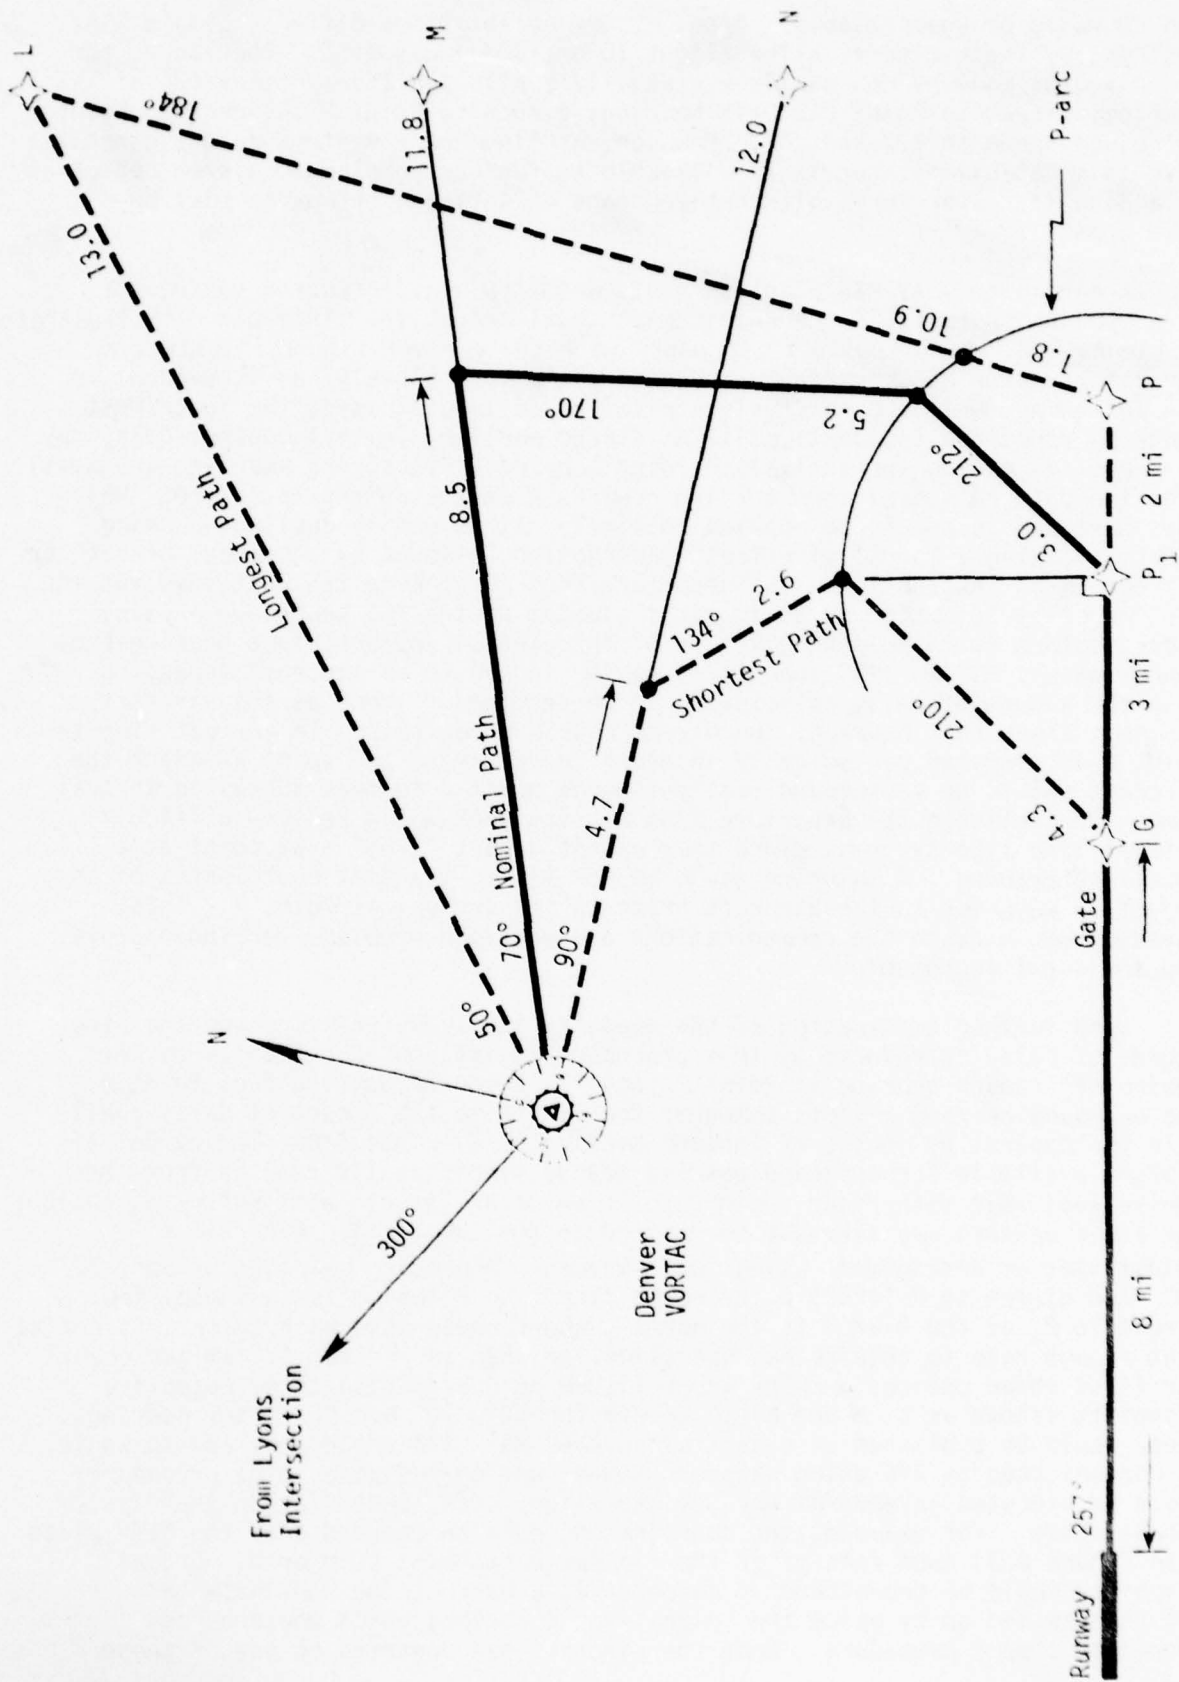 L
184°
13.0
M
11.8
N
12.0
P-arc
Longest Path
10.9
1.8
170°
5.2
8.5
212°
3.0
P
2 mi
P1
Nominal Path
70°
50°
90°
4.7
134°
2.6
Shortest Path
210°
4.3
3 mi
G
Gate
N
300°
Denver
VORTAC
From Lyons
Intersection
8 mi
Runway 257°